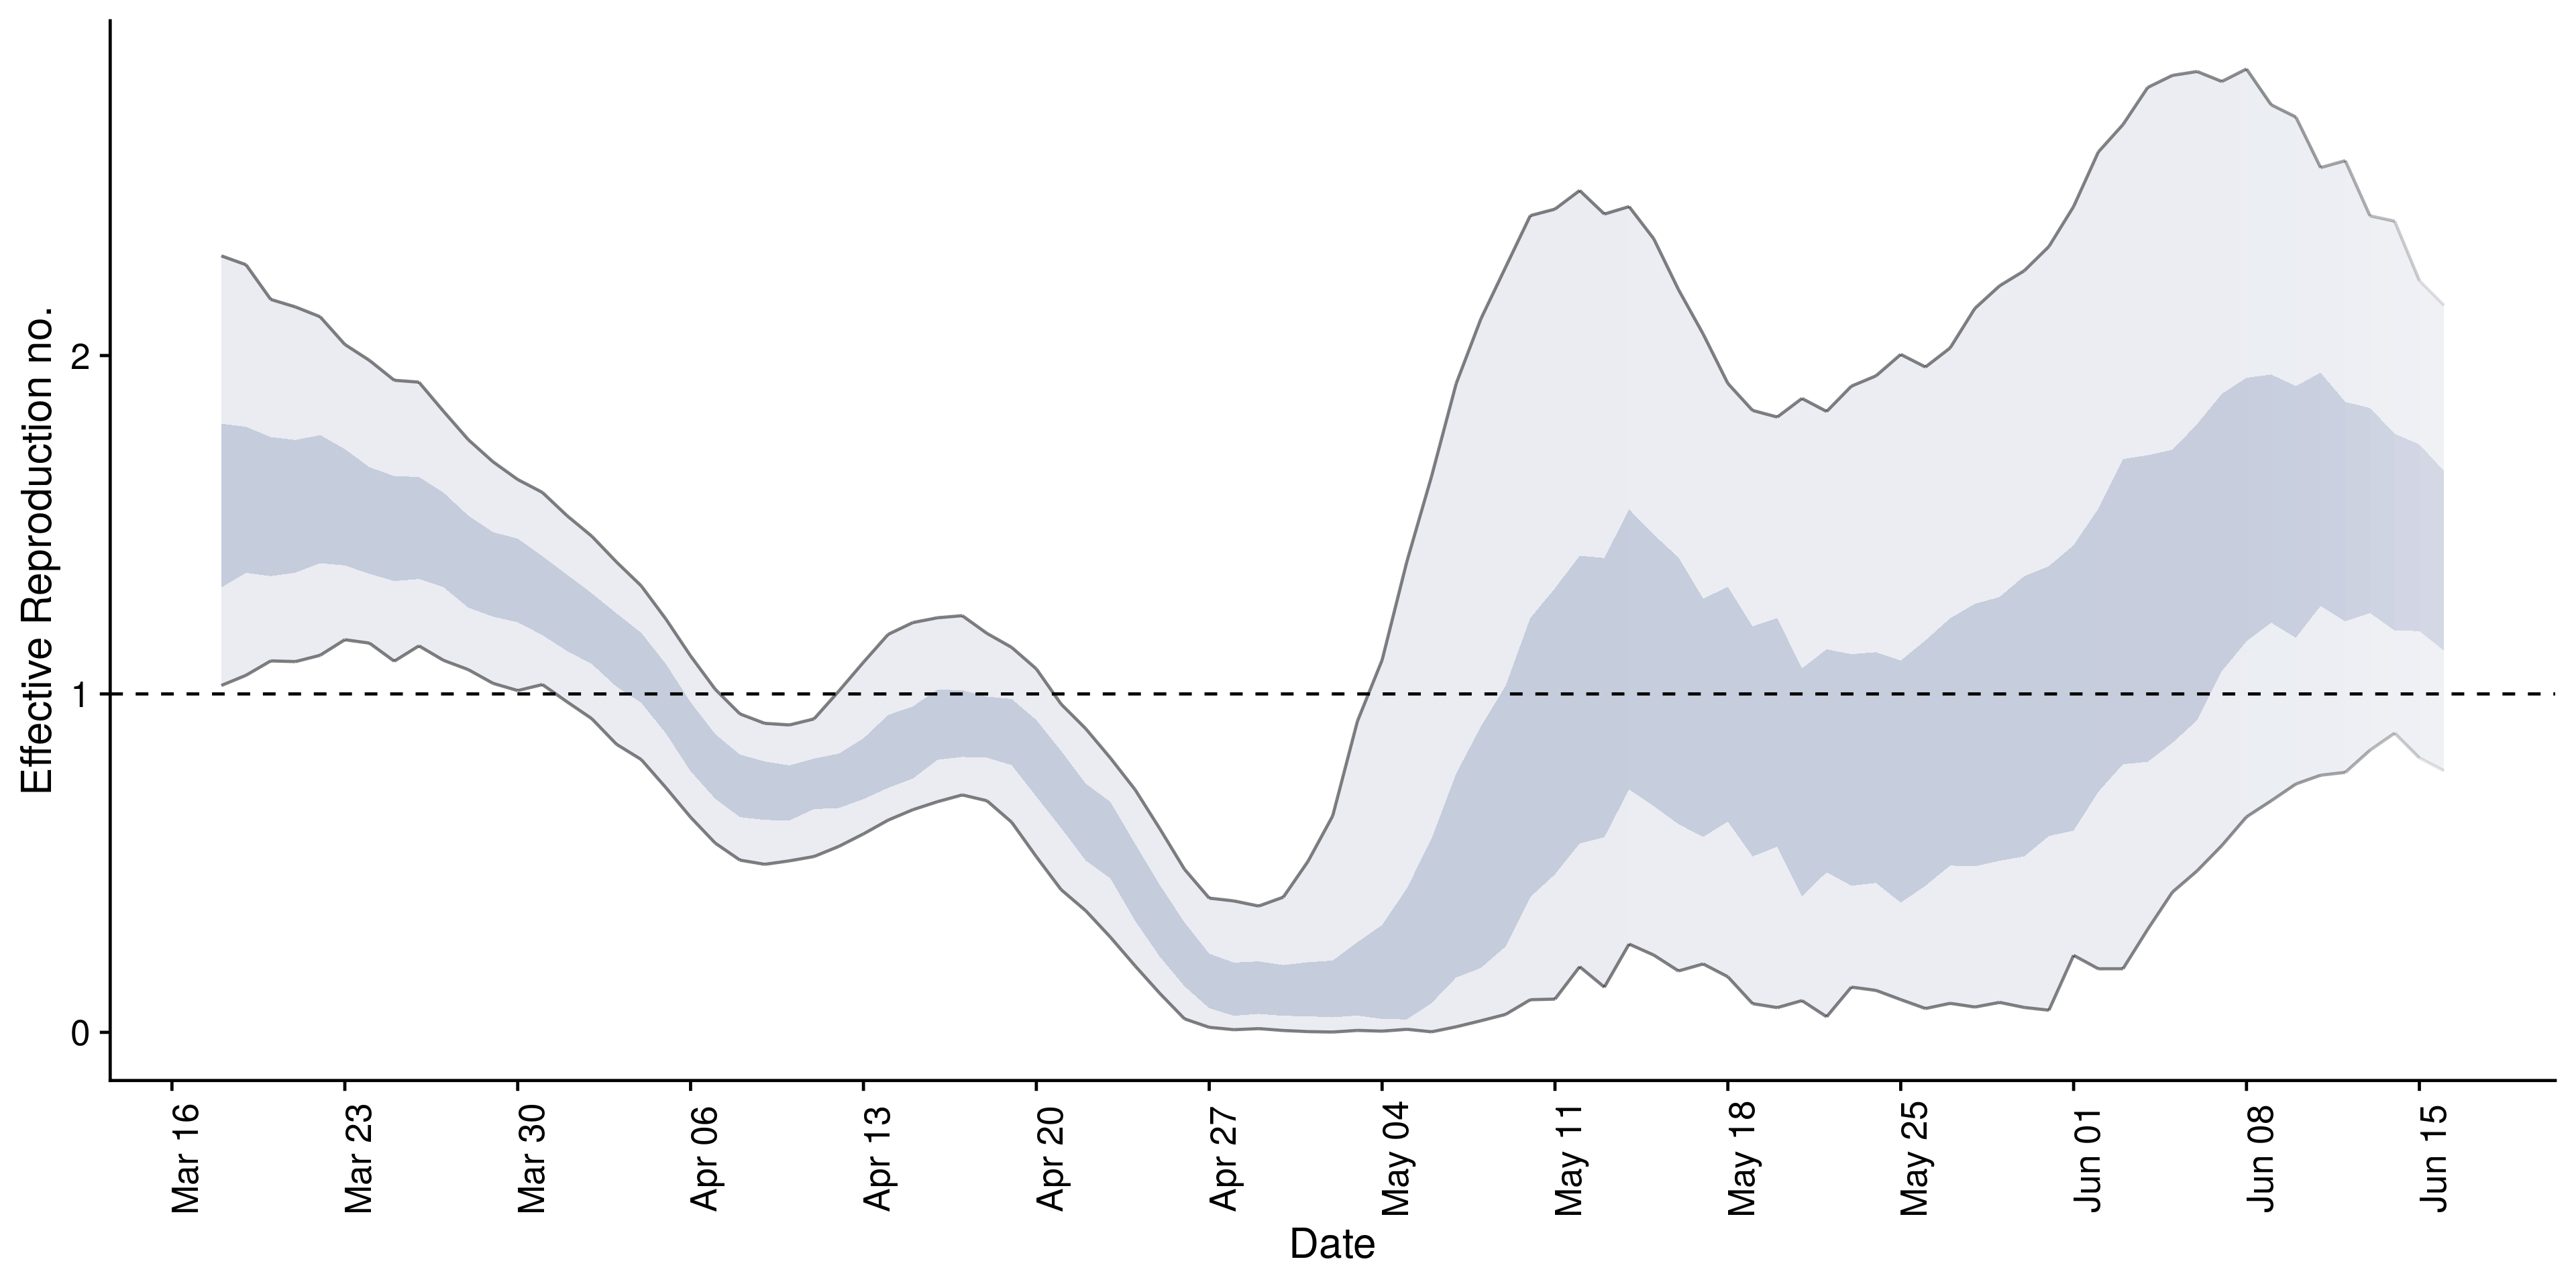 Effective Reproduction no.
2
1
0
Mar 16
Mar 23
Mar 30
Apr 06
Apr 13
Apr 20
Apr 27
May 04
May 11
May 18
May 25
Jun 01
Jun 08
Jun 15
Date